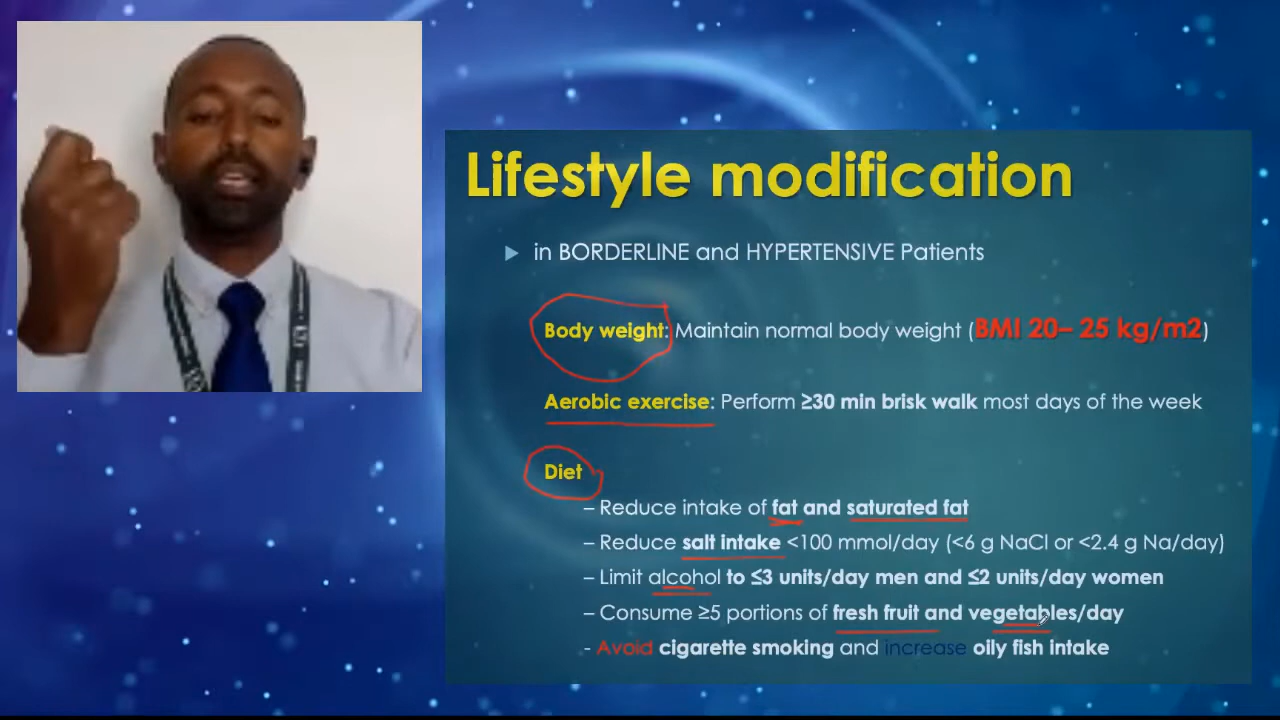 Lifestyle modification
in BORDERLINE and HYPERTENSIVE Patients
Body weight: Maintain normal body weight (BMI 20– 25 kg/m2)
Aerobic exercise: Perform ≥30 min brisk walk most days of the week
Diet
– Reduce intake of fat and saturated fat
– Reduce salt intake <100 mmol/day (<6 g NaCl or <2.4 g Na/day)
– Limit alcohol to ≤3 units/day men and ≤2 units/day women
– Consume ≥5 portions of fresh fruit and vegetables/day
- Avoid cigarette smoking and increase oily fish intake